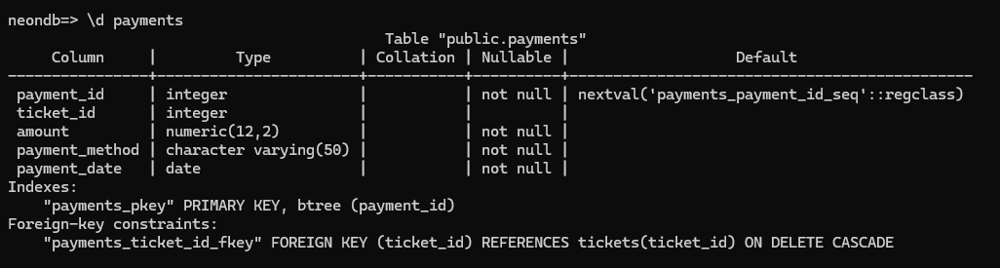 neondb=> \d payments
                                           Table "public.payments"
     Column     |         Type          | Collation | Nullable |                   Default
----------------+-----------------------+-----------+----------+----------------------------------------------
 payment_id     | integer               |           | not null | nextval('payments_payment_id_seq'::regclass)
 ticket_id      | integer               |           |          |
 amount         | numeric(12,2)         |           | not null |
 payment_method | character varying(50) |           | not null |
 payment_date   | date                  |           | not null |
Indexes:
    "payments_pkey" PRIMARY KEY, btree (payment_id)
Foreign-key constraints:
    "payments_ticket_id_fkey" FOREIGN KEY (ticket_id) REFERENCES tickets(ticket_id) ON DELETE CASCADE